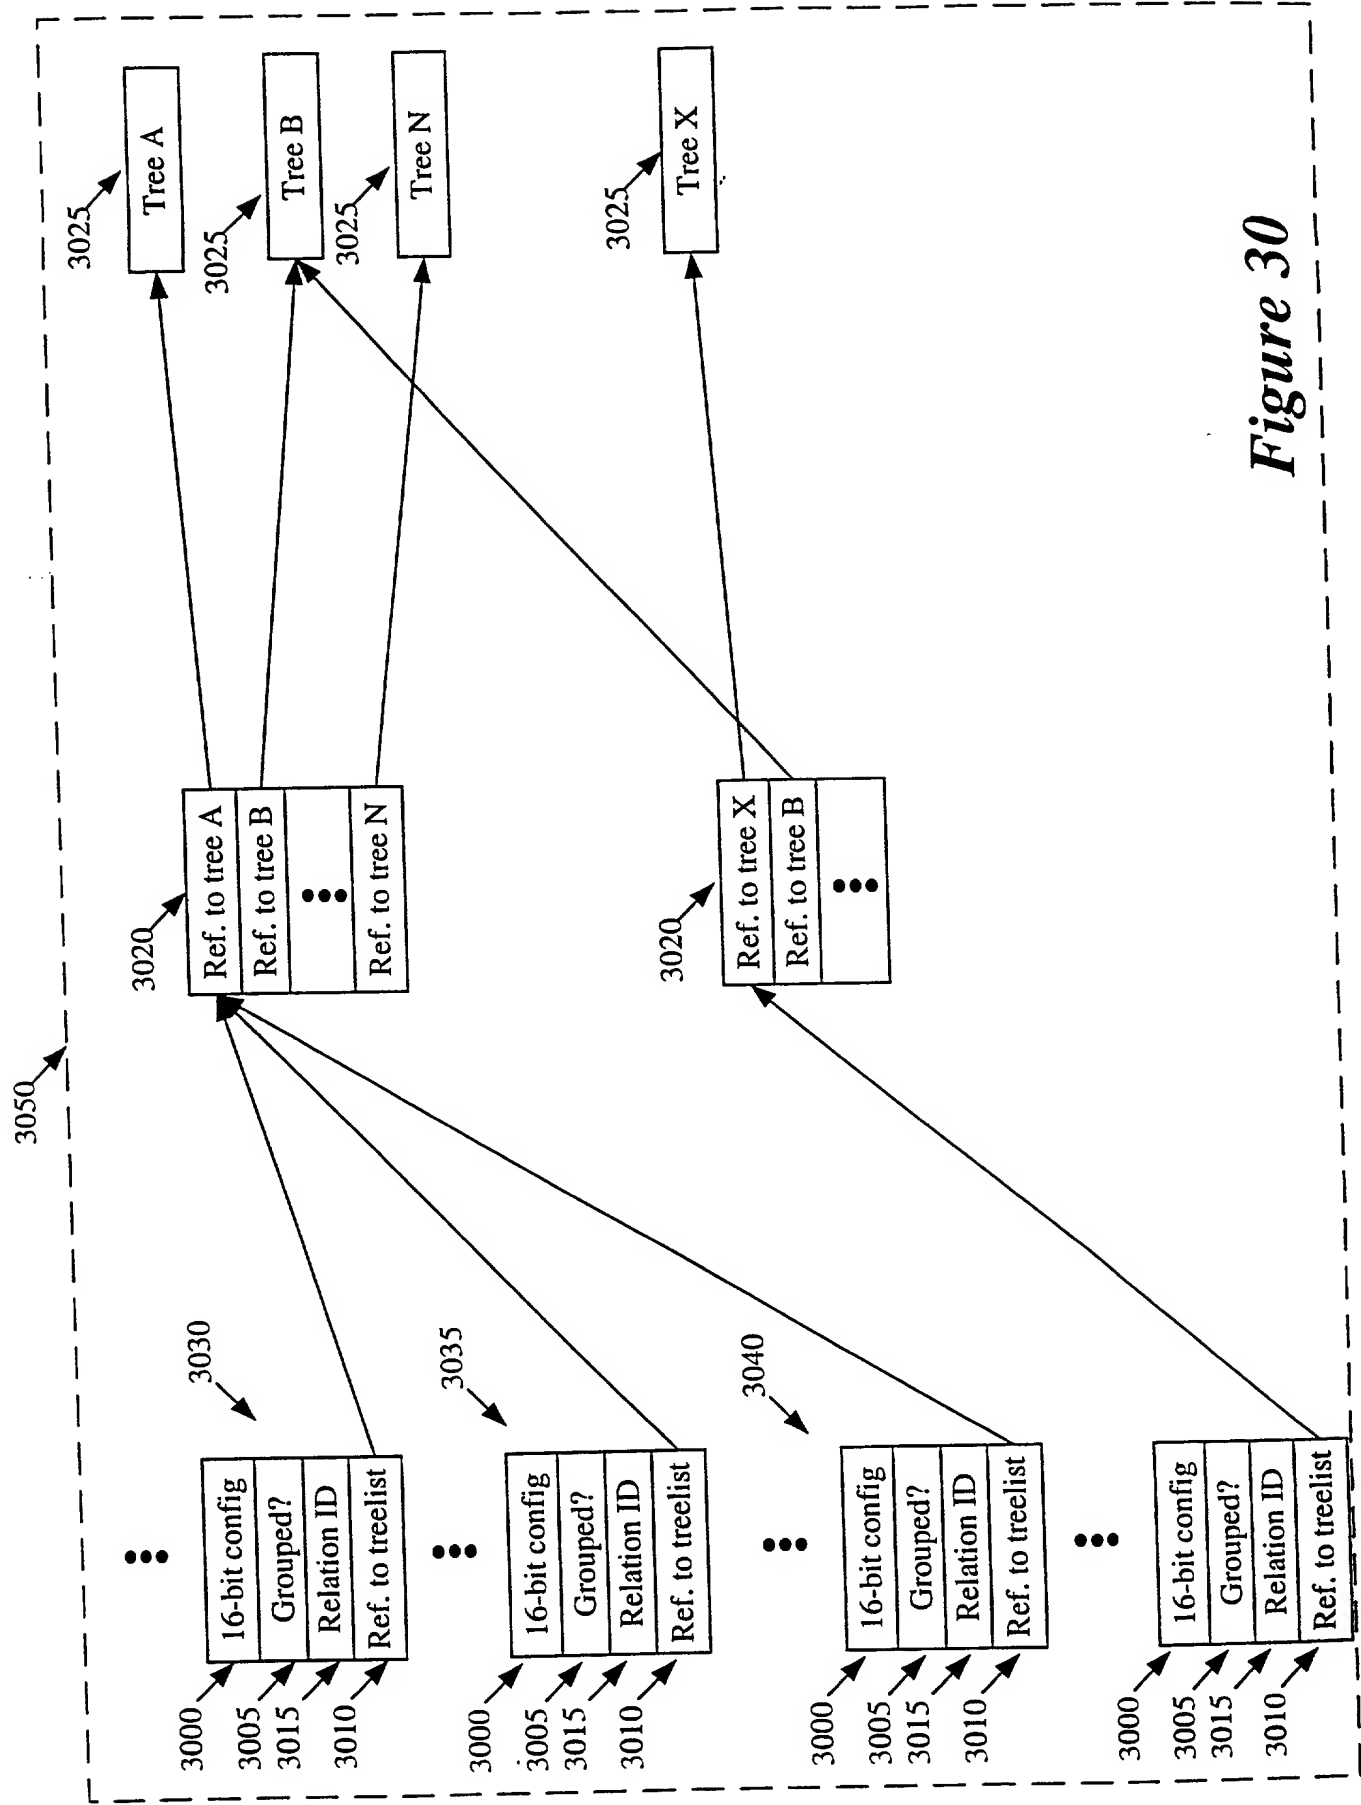 3050
3000
3005
3015
3010
16-bit config
Grouped?
Relation ID
Ref. to treelist
3030
3000
3005
3015
3010
16-bit config
Grouped?
Relation ID
Ref. to treelist
3035
3000
3005
3015
3010
16-bit config
Grouped?
Relation ID
Ref. to treelist
3040
3000
3005
3015
3010
16-bit config
Grouped?
Relation ID
Ref. to treelist
3020
Ref. to tree A
Ref. to tree B
Ref. to tree N
3020
Ref. to tree X
Ref. to tree B
3025
Tree A
3025
Tree B
3025
Tree N
3025
Tree X
Figure 30